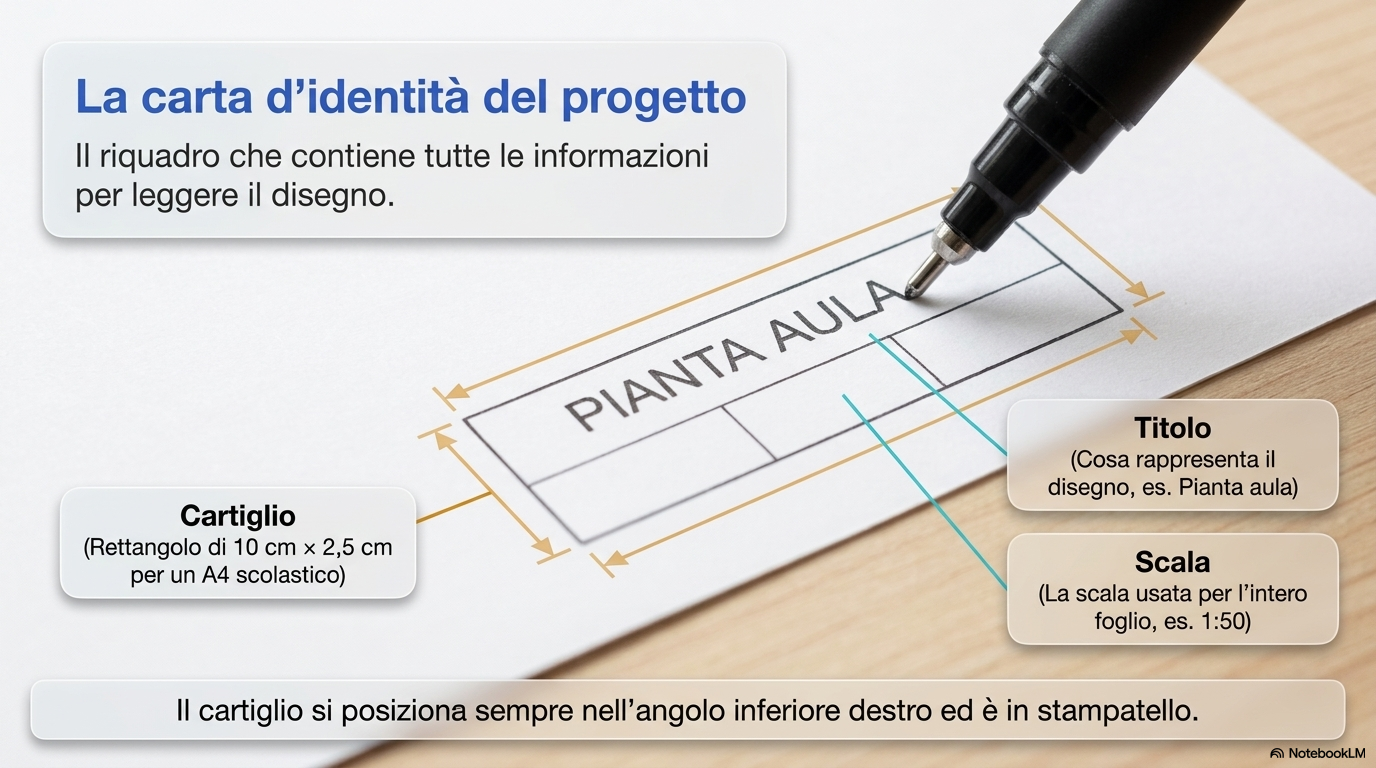 La carta d’identità del progetto
Il riquadro che contiene tutte le informazioni
per leggere il disegno.
PIANTA AULA
Cartiglio
(Rettangolo di 10 cm × 2,5 cm
per un A4 scolastico)
Titolo
(Cosa rappresenta il
disegno, es. Pianta aula)
Scala
(La scala usata per l’intero
foglio, es. 1:50)
Il cartiglio si posiziona sempre nell’angolo inferiore destro ed è in stampatello.
NotebookLM